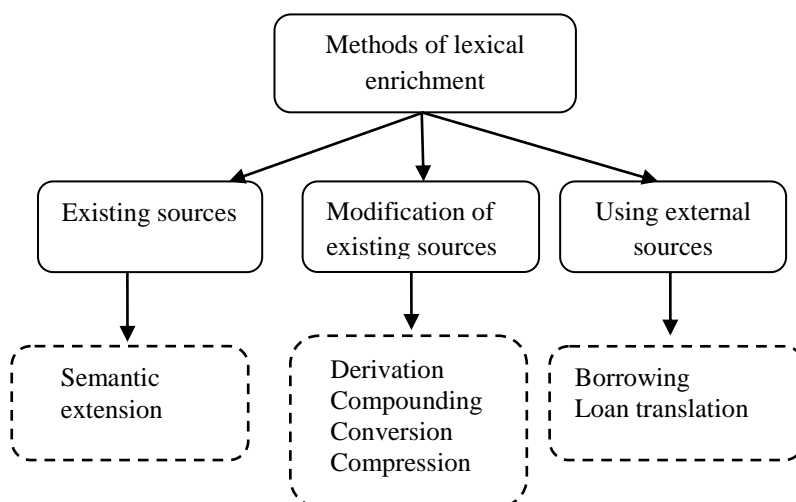 Methods of lexical
enrichment
Existing sources
Modification of
existing sources
Using external
sources
Semantic
extension
Derivation
Compounding
Conversion
Compression
Borrowing
Loan translation